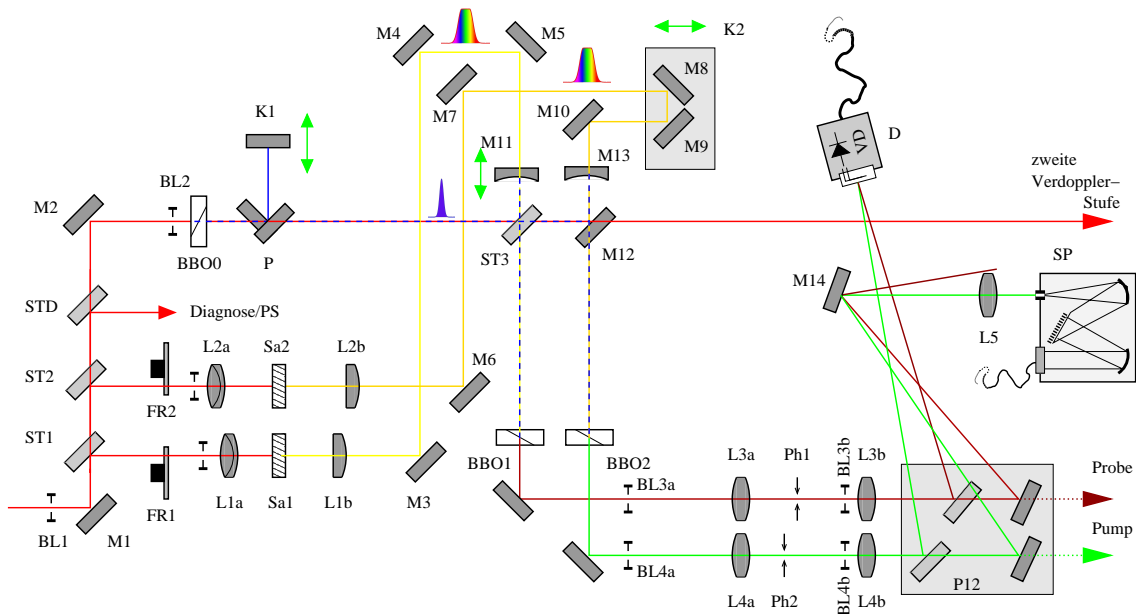 M4
M5
K2
M8
M7
M10
K1
D
VD
M9
M11
M13
zweite
Verdoppler–
Stufe
BL2
M2
ST3
M12
SP
BBO0
P
M14
STD
Diagnose/PS
L5
L2a
Sa2
L2b
M6
ST2
FR2
ST1
BBO1
BBO2
L3a
Ph1
BL3b
L3b
Probe
BL3a
M3
FR1
L1a
Sa1
L1b
Pump
BL1
M1
BL4a
P12
L4a
Ph2
BL4b
L4b